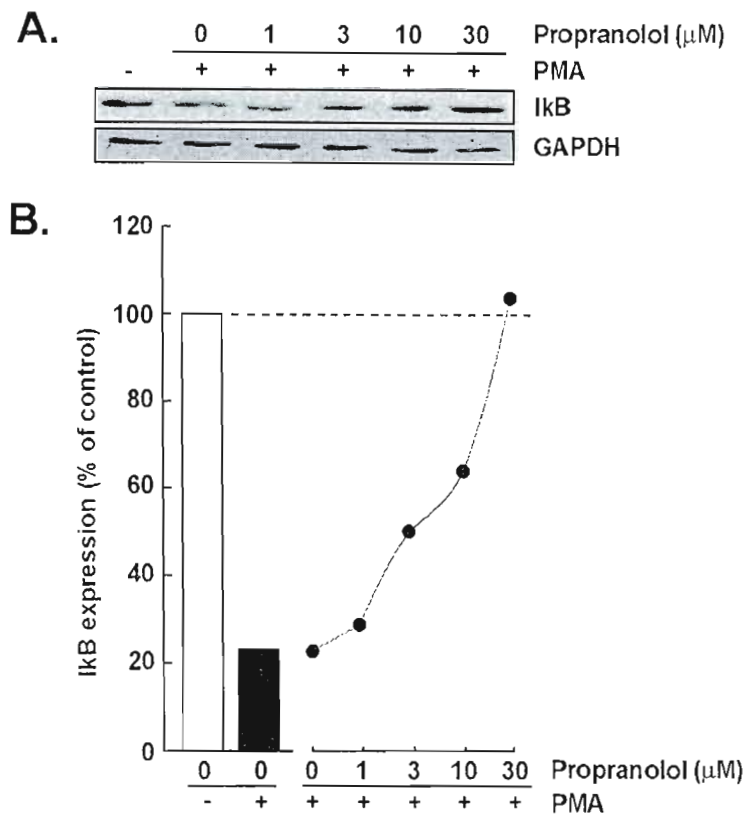 A.
0 1 3 10 30 Propranolol (μM)
- + + + + + PMA
IkB
GAPDH
B.
120
100
80
60
40
20
0
IkB expression (% of control)
0 0 0 1 3 10 30 Propranolol (μM)
- + + + + + + PMA